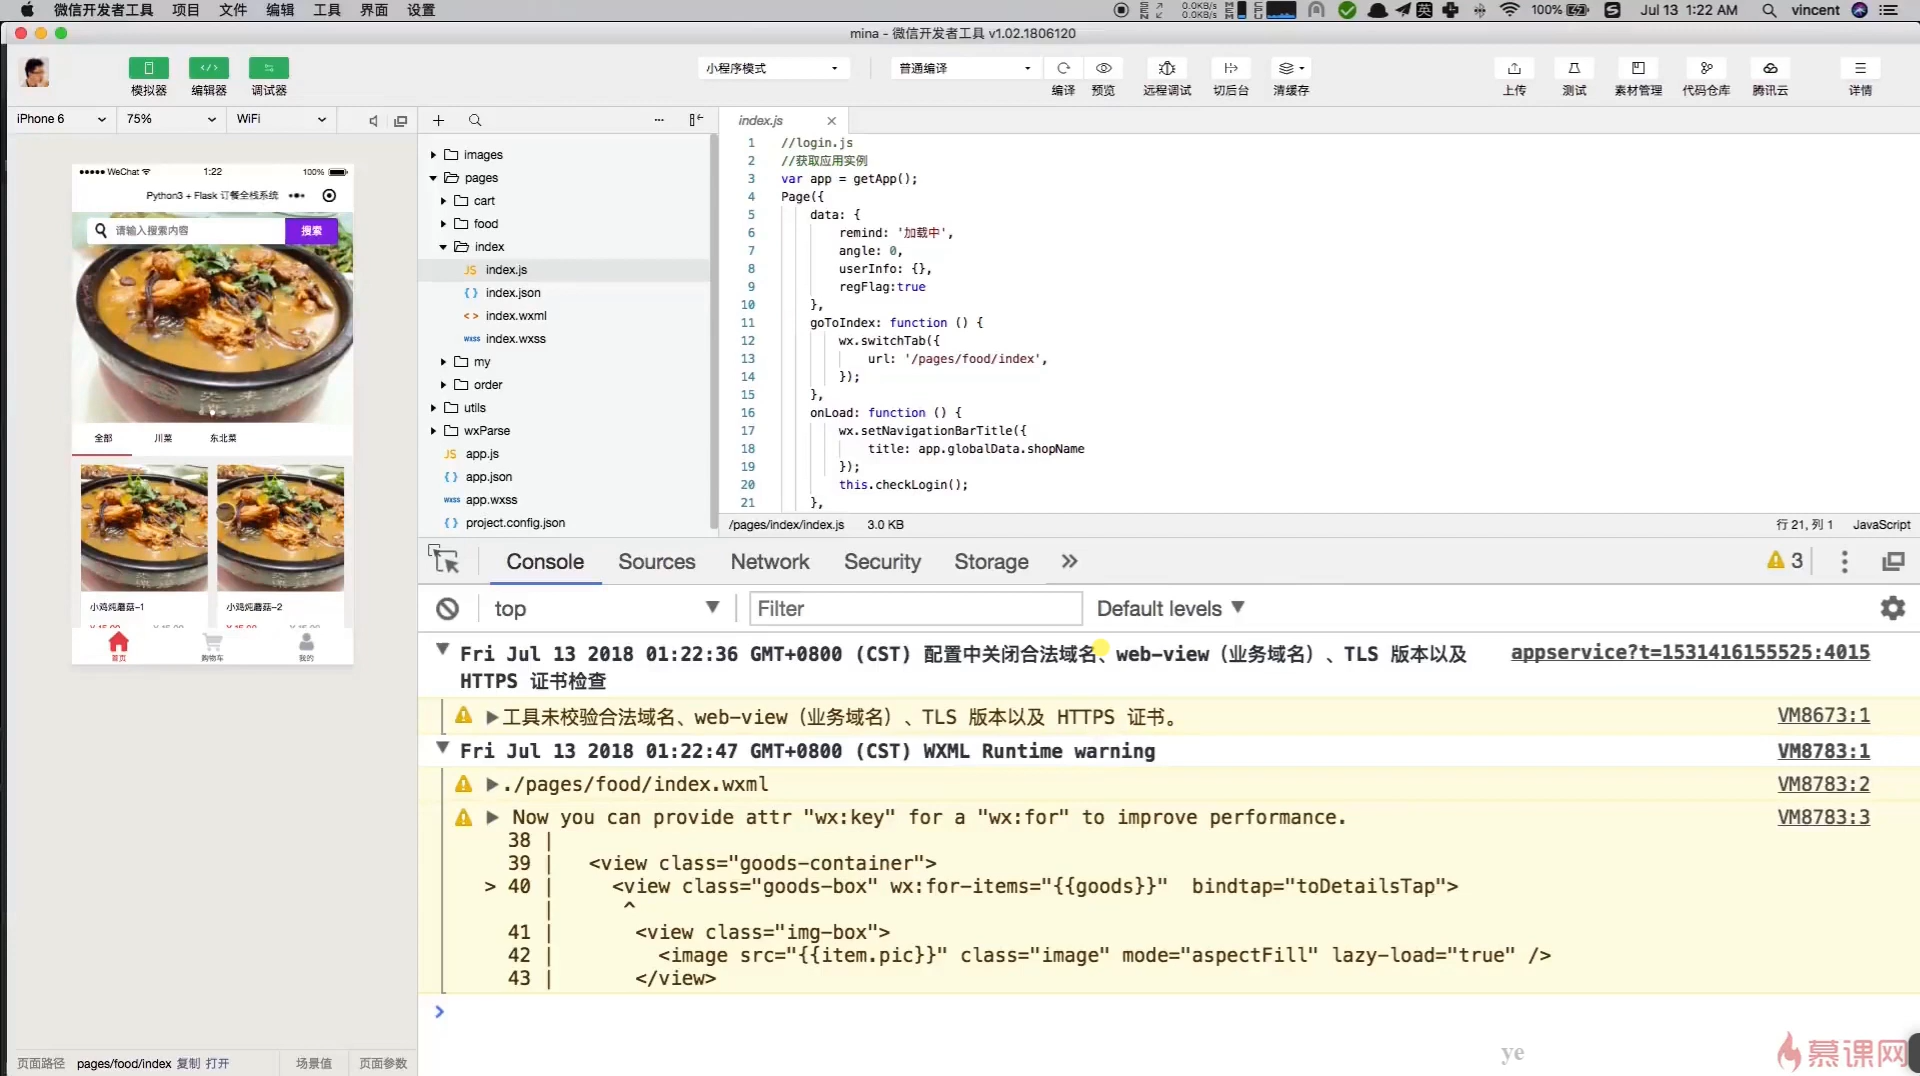 微信开发者工具 项目 文件 编辑 工具 界面 设置
0.0KB/s
0.0KB/s
100% Jul 13 1:22 AM vincent
mina - 微信开发者工具 v1.02.1806120
模拟器 编辑器 调试器
小程序模式 普通编译
编译 预览 远程调试 切后台 清缓存
上传 测试 素材管理 代码仓库 腾讯云 详情
iPhone 6 75% WiFi
WeChat 1:22 100%
Python3 + Flask 订餐全栈系统
请输入搜索内容 搜索
全部 川菜 东北菜
小鸡炖蘑菇-1 小鸡炖蘑菇-2
首页 购物车 我的
页面路径 pages/food/index 复制 打开 场景值 页面参数
images
pages
cart
food
index
index.js
index.json
index.wxml
index.wxss
my
order
utils
wxParse
app.js
app.json
app.wxss
project.config.json
index.js
1 //login.js
2 //获取应用实例
3 var app = getApp();
4 Page({
5 data: {
6 remind: '加载中',
7 angle: 0,
8 userInfo: {},
9 regFlag:true
10 },
11 goToIndex: function () {
12 wx.switchTab({
13 url: '/pages/food/index',
14 });
15 },
16 onLoad: function () {
17 wx.setNavigationBarTitle({
18 title: app.globalData.shopName
19 });
20 this.checkLogin();
21 },
/pages/index/index.js 3.0 KB 行 21, 列 1 JavaScript
Console Sources Network Security Storage 3
top Filter Default levels
Fri Jul 13 2018 01:22:36 GMT+0800 (CST) 配置中关闭合法域名、web-view（业务域名）、TLS 版本以及 appservice?t=1531416155525:4015
HTTPS 证书检查
工具未校验合法域名、web-view（业务域名）、TLS 版本以及 HTTPS 证书。 VM8673:1
Fri Jul 13 2018 01:22:47 GMT+0800 (CST) WXML Runtime warning VM8783:1
./pages/food/index.wxml VM8783:2
Now you can provide attr "wx:key" for a "wx:for" to improve performance. VM8783:3
38 |
39 | <view class="goods-container">
> 40 | <view class="goods-box" wx:for-items="{{goods}}" bindtap="toDetailsTap">
| ^
41 | <view class="img-box">
42 | <image src="{{item.pic}}" class="image" mode="aspectFill" lazy-load="true" />
43 | </view>
ye
慕课网